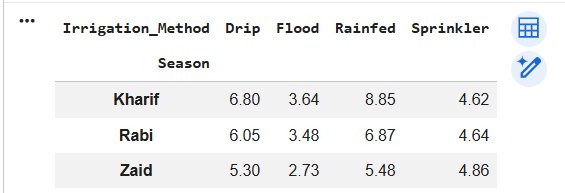 Irrigation_Method Drip Flood Rainfed Sprinkler
Season
Kharif 6.80 3.64 8.85 4.62
Rabi 6.05 3.48 6.87 4.64
Zaid 5.30 2.73 5.48 4.86